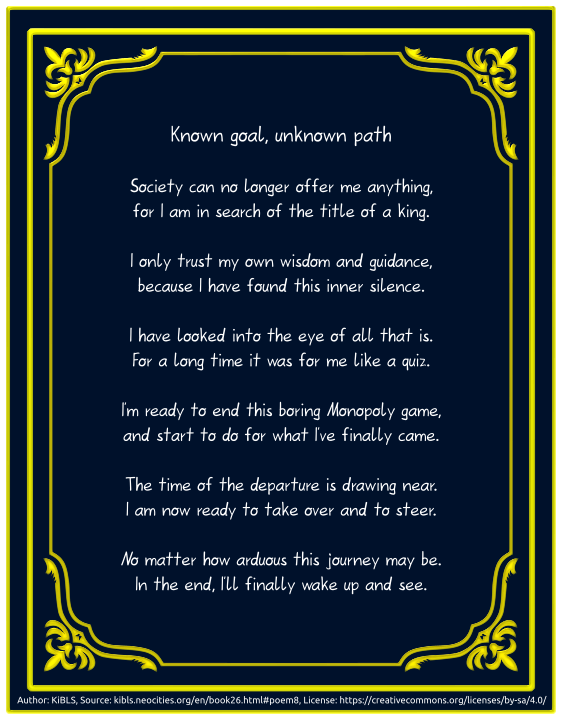 Known goal, unknown path
Society can no longer offer me anything,
for I am in search of the title of a king.
I only trust my own wisdom and guidance,
because I have found this inner silence.
I have looked into the eye of all that is.
For a long time it was for me like a quiz.
I'm ready to end this boring Monopoly game,
and start to do for what I've finally came.
The time of the departure is drawing near.
I am now ready to take over and to steer.
No matter how arduous this journey may be.
In the end, I'll finally wake up and see.
Author: KiBLS, Source: kibls.neocities.org/en/book26.html#poem8, License: https://creativecommons.org/licenses/by-sa/4.0/